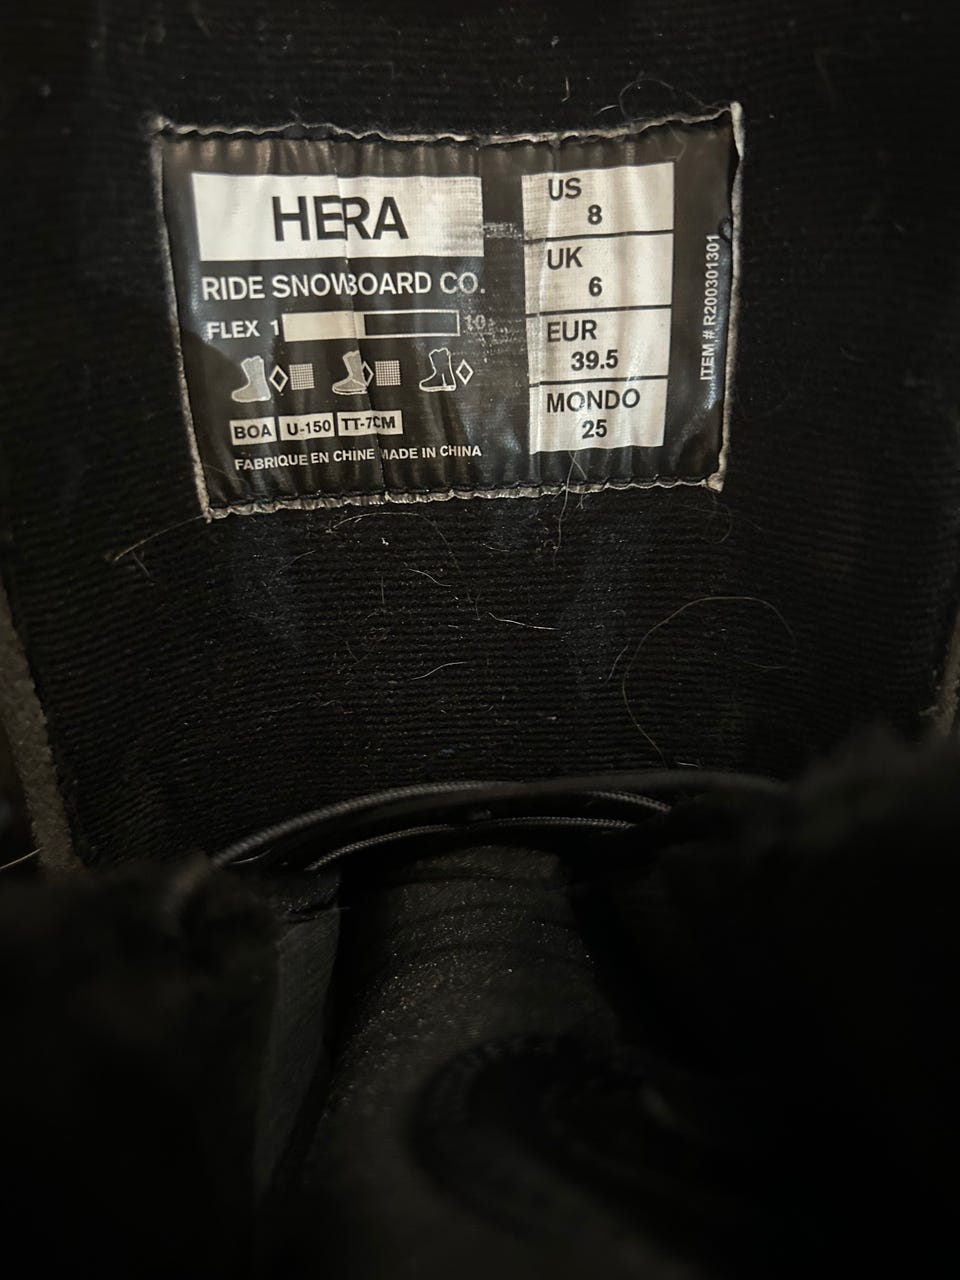 HERA
RIDE SNOWBOARD CO.
FLEX 1 10
BOA U-150 TT-7CM
FABRIQUE EN CHINE MADE IN CHINA
US
8
UK
6
EUR
39.5
MONDO
25
ITEM # R200301301